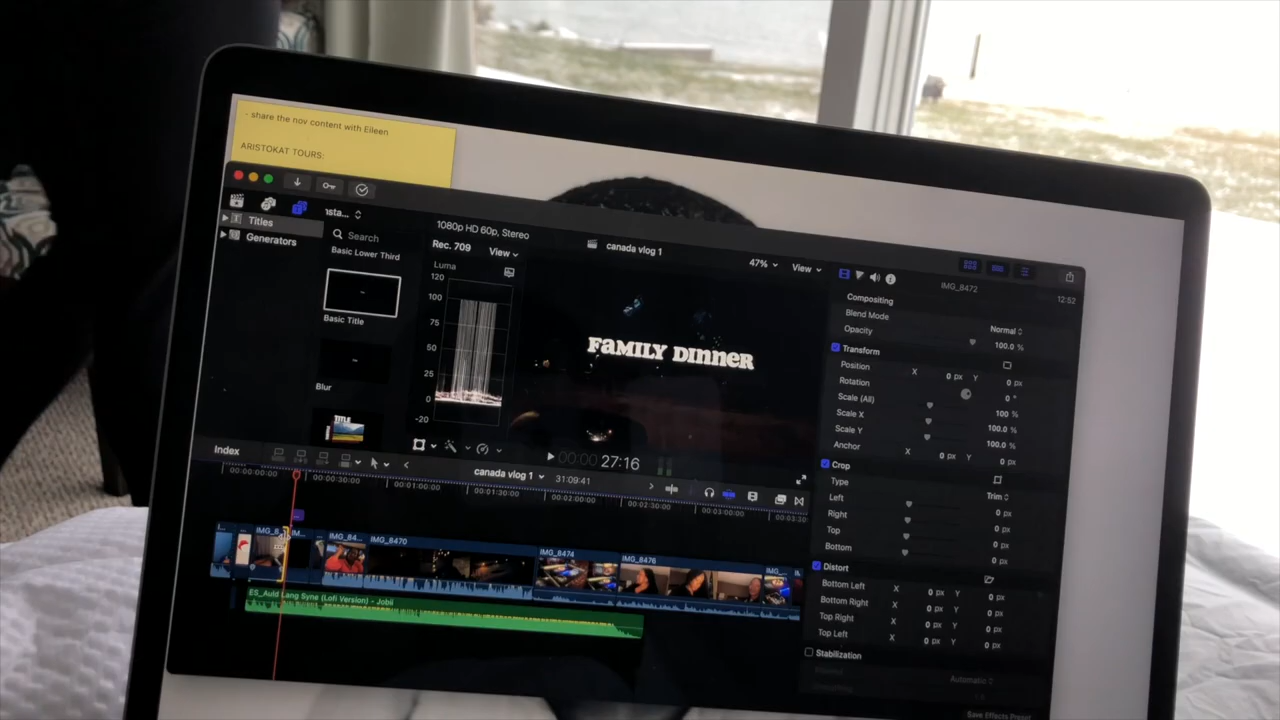 - share the nov content with Eileen
ARISTOKAT TOURS:
Titles
Generators
Search
Basic Lower Third
Basic Title
Blur
TITLE
1080p HD 60p, Stereo
Rec. 709
View
Luma
120
100
75
50
25
0
-20
canada vlog 1
47%
View
FAMILY DINNER
00:00 27:16
IMG_8472
12:52
Compositing
Blend Mode
Normal
Opacity
100.0 %
Transform
Position
X
0 px
Y
0 px
Rotation
0 °
Scale (All)
100 %
Scale X
100.0 %
Scale Y
100.0 %
Anchor
X
0 px
Y
0 px
Crop
Type
Trim
Left
0 px
Right
0 px
Top
0 px
Bottom
0 px
Distort
Bottom Left
X
0 px
Y
0 px
Bottom Right
X
0 px
Y
0 px
Top Right
X
0 px
Y
0 px
Top Left
X
0 px
Y
0 px
Stabilization
Automatic
Save Effects Preset
Index
canada vlog 1
31:09:41
00:00:00:00
00:00:30:00
00:01:00:00
00:01:30:00
00:02:00:00
00:02:30:00
00:03:00:00
IMG_8470
IMG_8474
IMG_8476
ES_Auld Lang Syne (Lofi Version) - Jobii